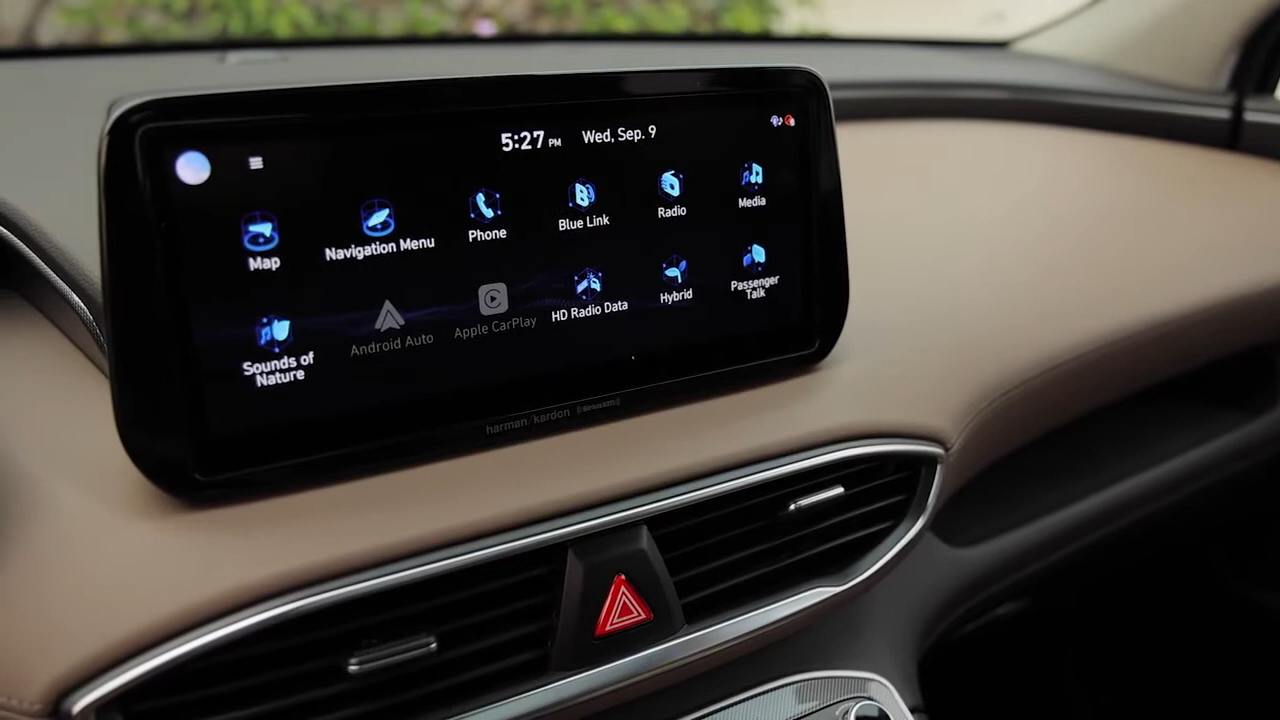 5:27 PM Wed, Sep. 9
Map
Navigation Menu
Phone
Blue Link
Radio
Media
Sounds of
Nature
Android Auto
Apple CarPlay
HD Radio Data
Hybrid
Passenger
Talk
harman/kardon ((SiriusXM))